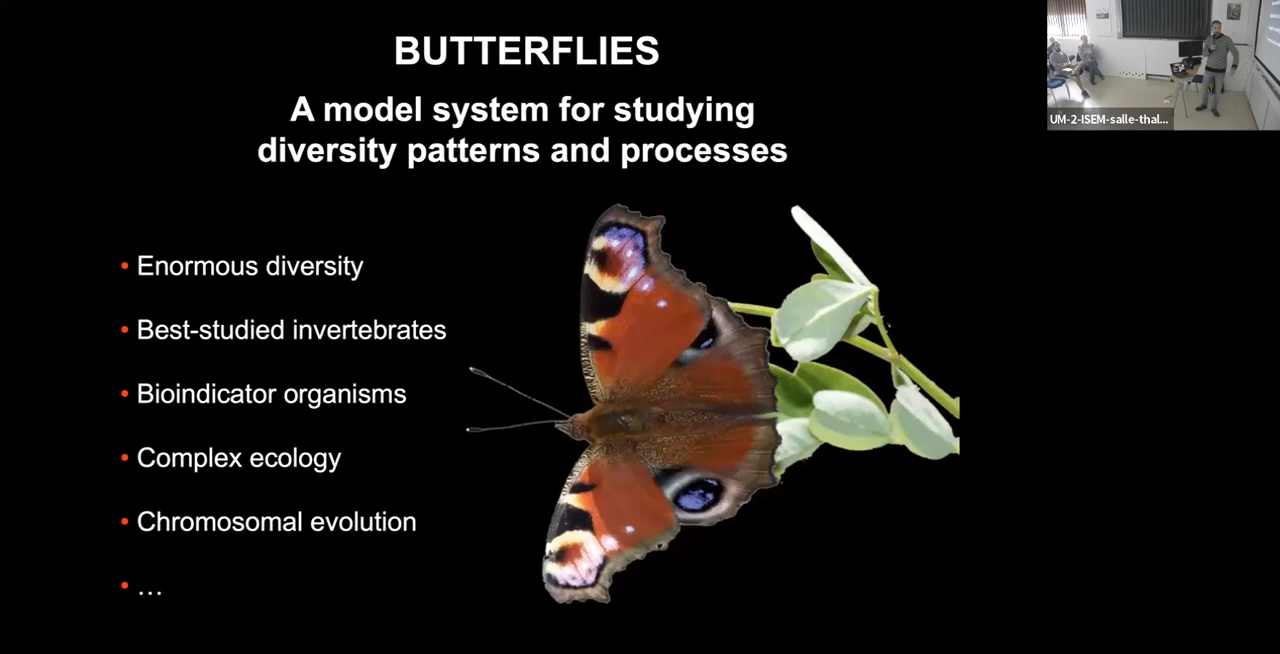 BUTTERFLIES
A model system for studying
diversity patterns and processes
• Enormous diversity
• Best-studied invertebrates
• Bioindicator organisms
• Complex ecology
• Chromosomal evolution
• …
UM-2-ISEM-salle-thal...